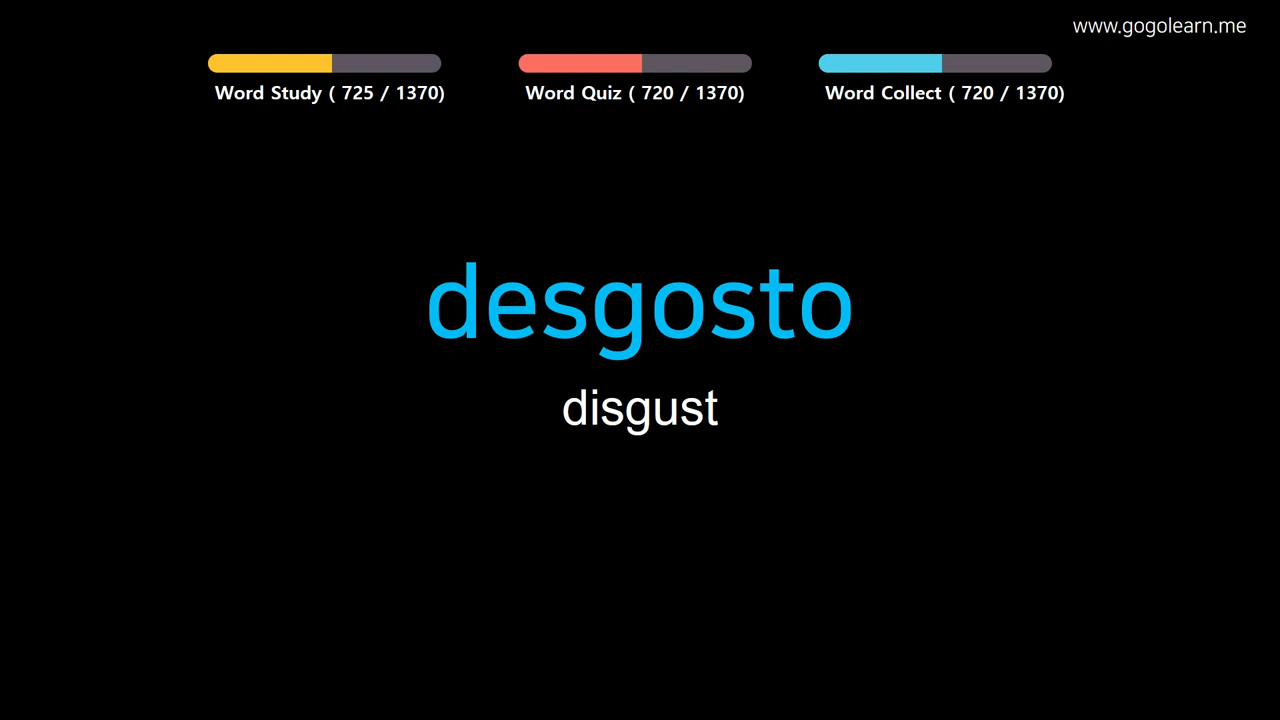 www.gogolearn.me
Word Study ( 725 / 1370)
Word Quiz ( 720 / 1370)
Word Collect ( 720 / 1370)
desgosto
disgust